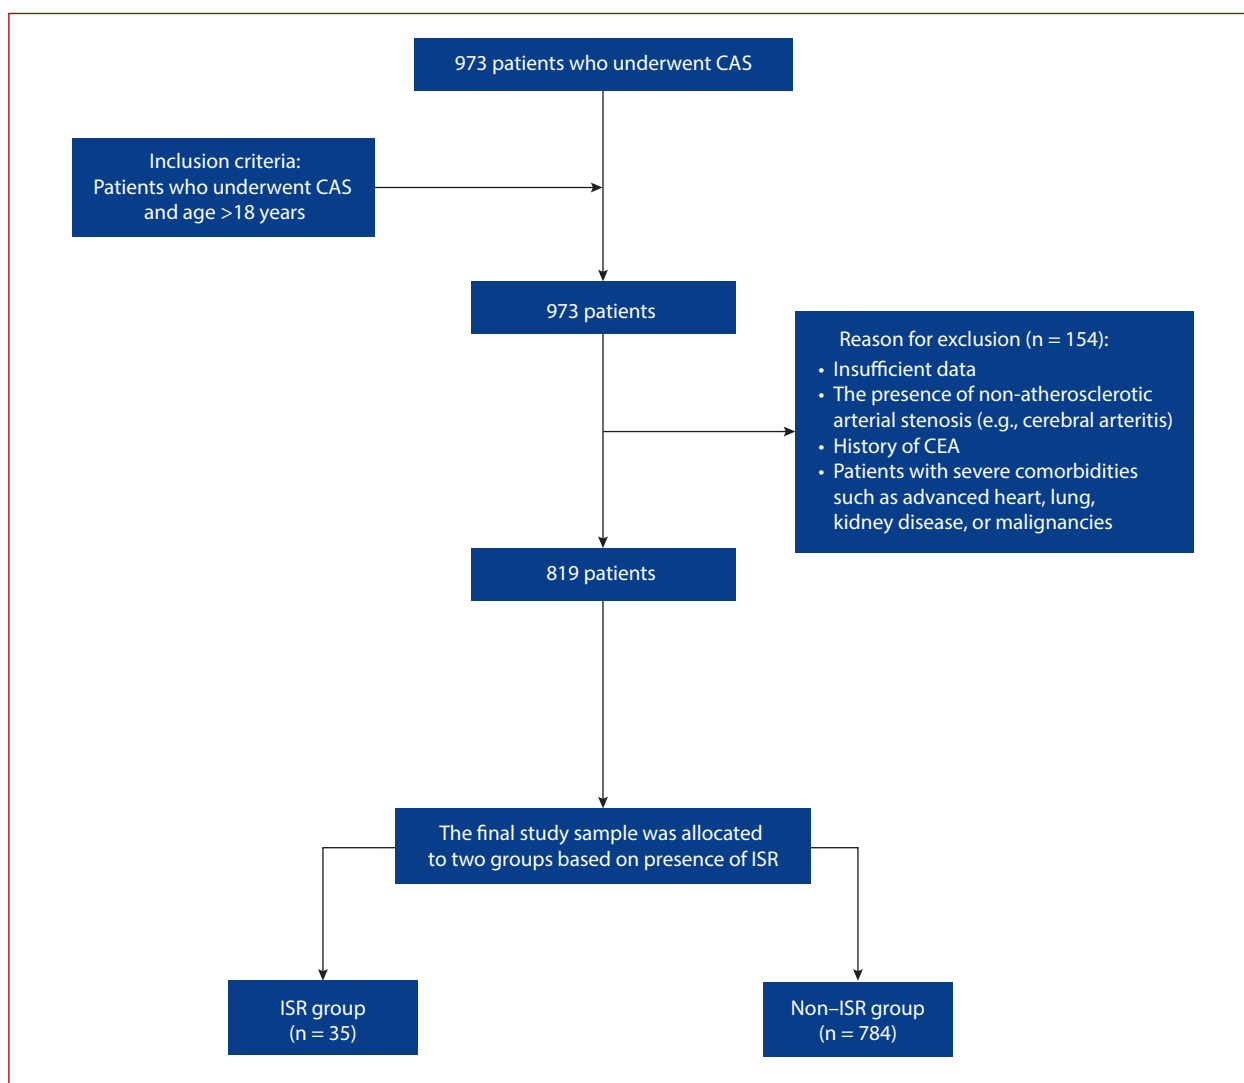 973 patients who underwent CAS
Inclusion criteria:
Patients who underwent CAS
and age >18 years
973 patients
Reason for exclusion (n = 154):
• Insufficient data
• The presence of non-atherosclerotic
arterial stenosis (e.g., cerebral arteritis)
• History of CEA
• Patients with severe comorbidities
such as advanced heart, lung,
kidney disease, or malignancies
819 patients
The final study sample was allocated
to two groups based on presence of ISR
ISR group
(n = 35)
Non–ISR group
(n = 784)